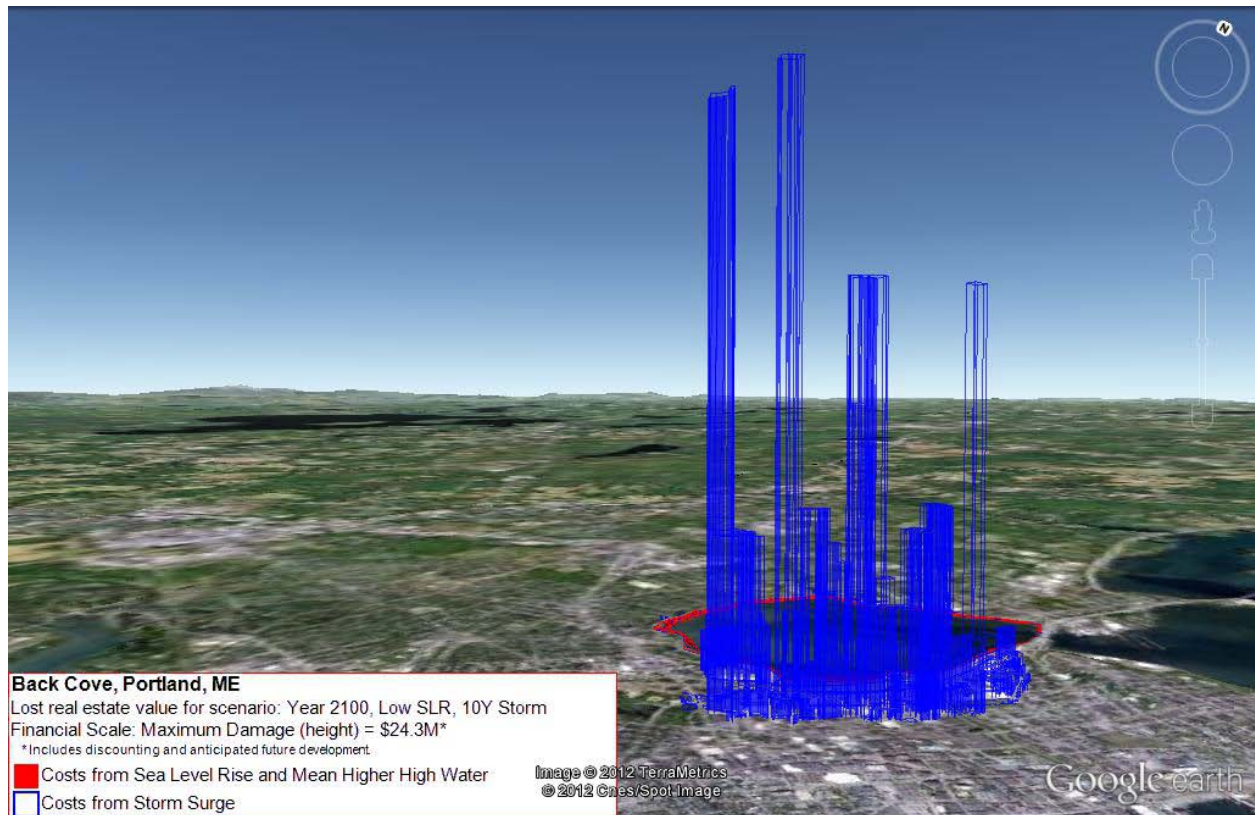 N
Back Cove, Portland, ME
Lost real estate value for scenario: Year 2100, Low SLR, 10Y Storm
Financial Scale: Maximum Damage (height) = $24.3M*
*Includes discounting and anticipated future development
Costs from Sea Level Rise and Mean Higher High Water
Costs from Storm Surge
Image © 2012 TerraMetrics
© 2012 Cnes/Spot Image
Google earth